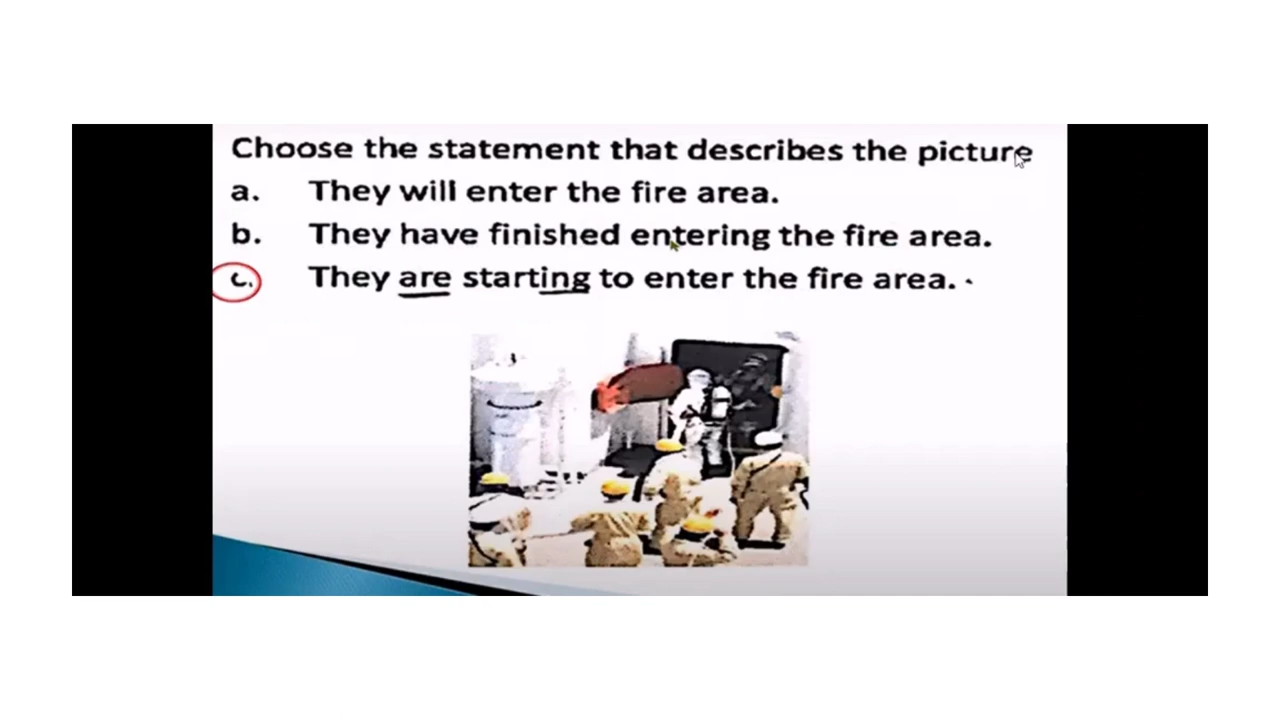 Choose the statement that describes the picture
a. They will enter the fire area.
b. They have finished entering the fire area.
c. They are starting to enter the fire area.